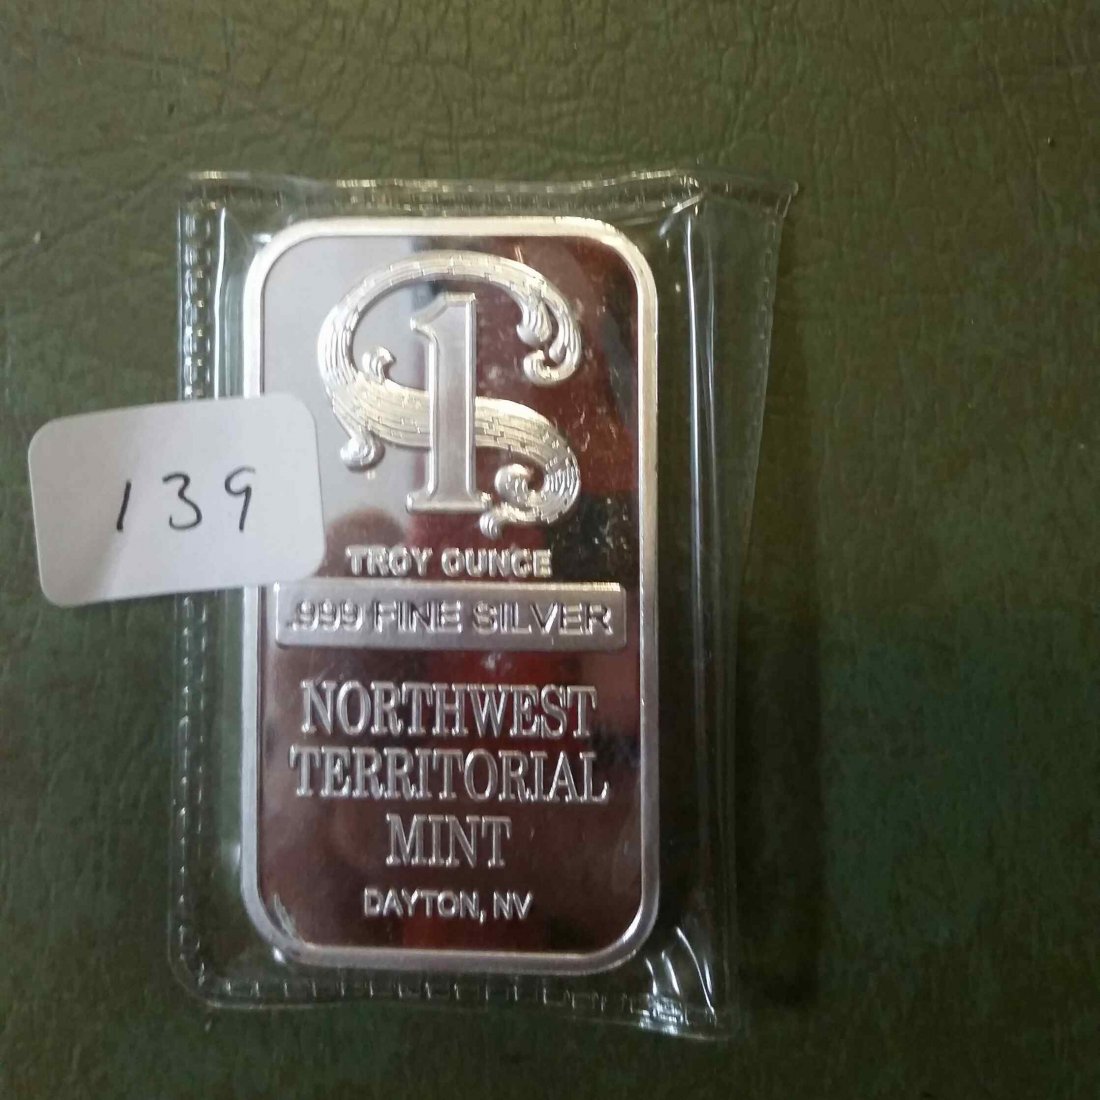 1
TROY OUNCE
139
.999 FINE SILVER
NORTHWEST
TERRITORIAL
MINT
DAYTON, NV